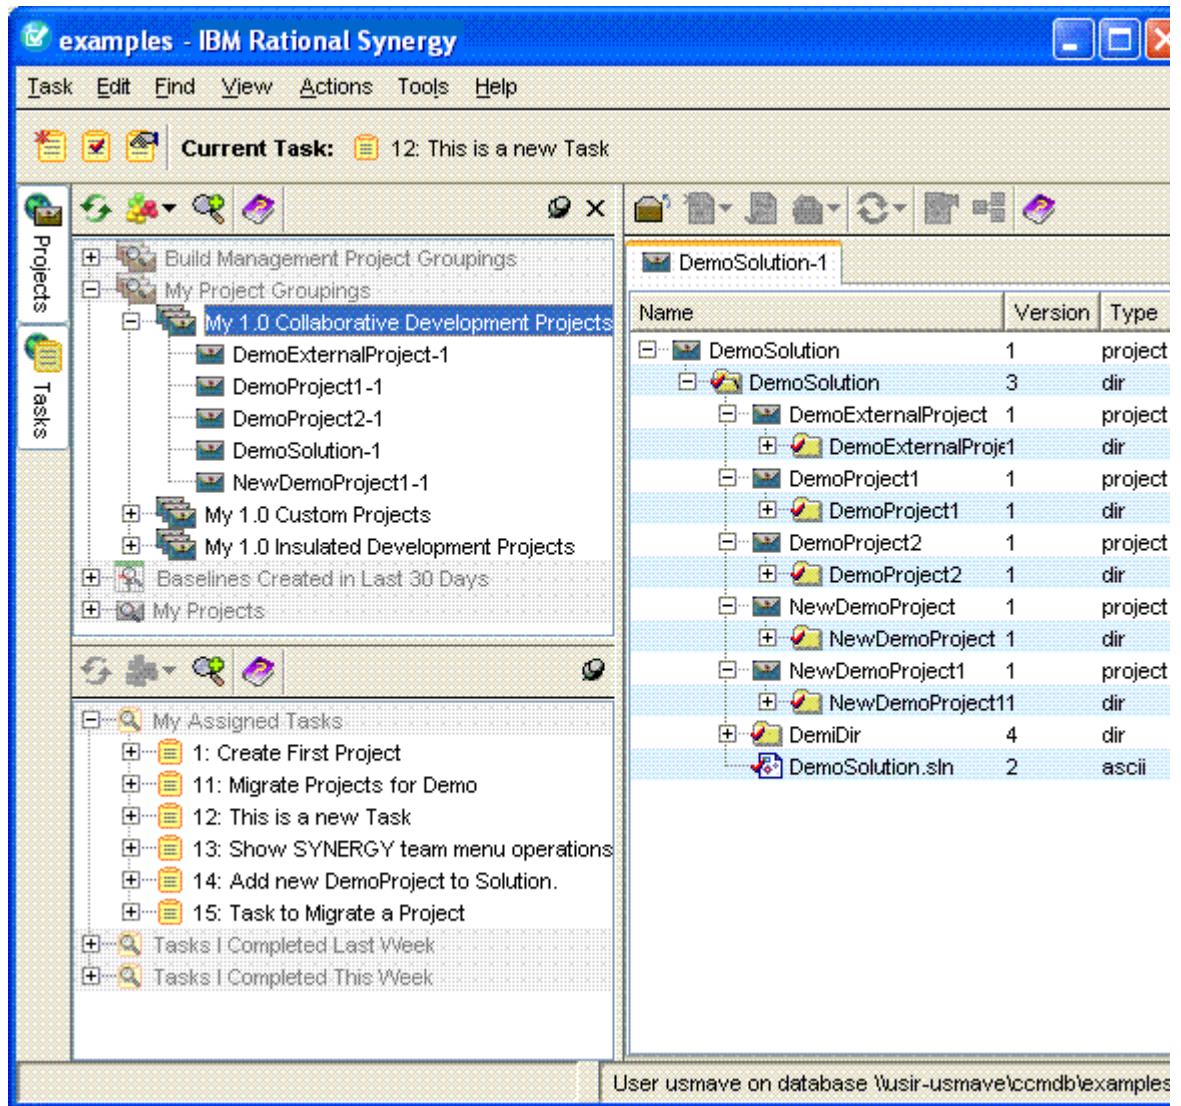 examples - IBM Rational Synergy
Task Edit Find View Actions Tools Help
Current Task: 12: This is a new Task
Projects
Tasks
Build Management Project Groupings
My Project Groupings
My 1.0 Collaborative Development Projects
DemoExternalProject-1
DemoProject1-1
DemoProject2-1
DemoSolution-1
NewDemoProject1-1
My 1.0 Custom Projects
My 1.0 Insulated Development Projects
Baselines Created in Last 30 Days
My Projects
My Assigned Tasks
1: Create First Project
11: Migrate Projects for Demo
12: This is a new Task
13: Show SYNERGY team menu operations
14: Add new DemoProject to Solution.
15: Task to Migrate a Project
Tasks I Completed Last Week
Tasks I Completed This Week
DemoSolution-1
Name Version Type
DemoSolution 1 project
DemoSolution 3 dir
DemoExternalProject 1 project
DemoExternalProje 1 dir
DemoProject1 1 project
DemoProject1 1 dir
DemoProject2 1 project
DemoProject2 1 dir
NewDemoProject 1 project
NewDemoProject 1 dir
NewDemoProject1 1 project
NewDemoProject1 1 dir
DemiDir 4 dir
DemoSolution.sln 2 ascii
User usmave on database \\usir-usmave\ccmdb\examples